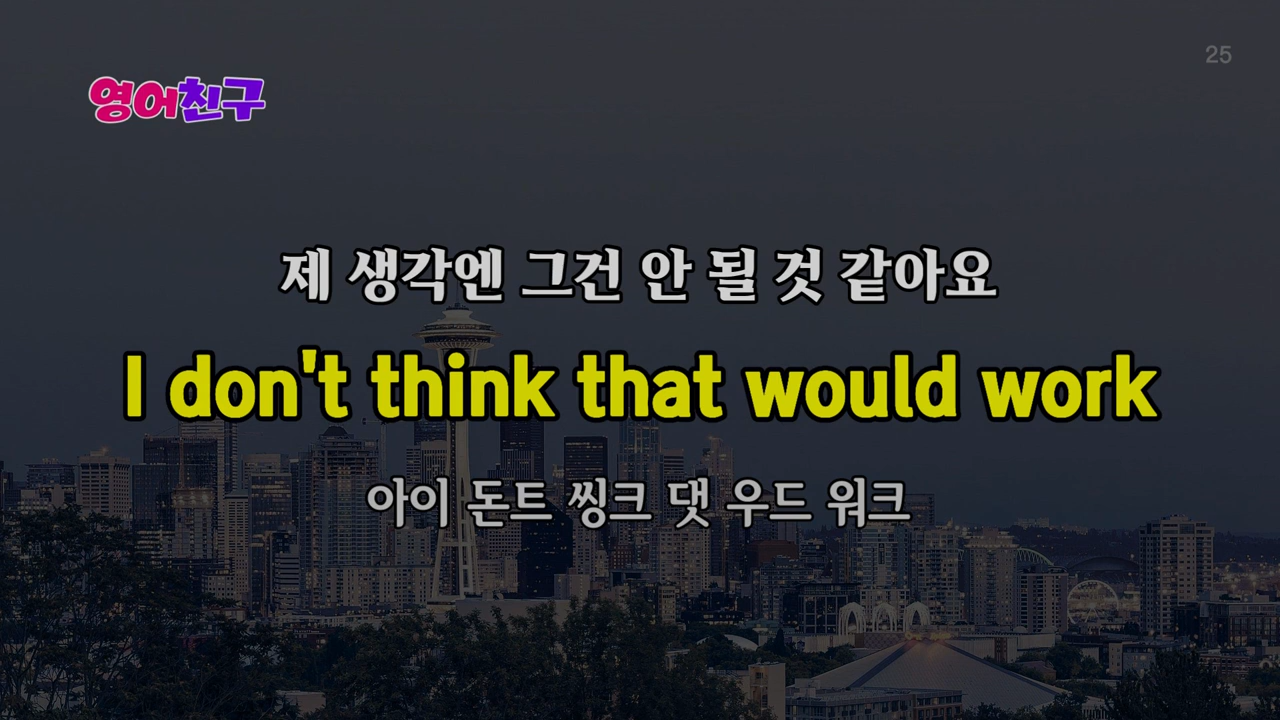 25
영어친구
제 생각엔 그건 안 될 것 같아요
I don't think that would work
아이 돈트 씽크 댓 우드 워크